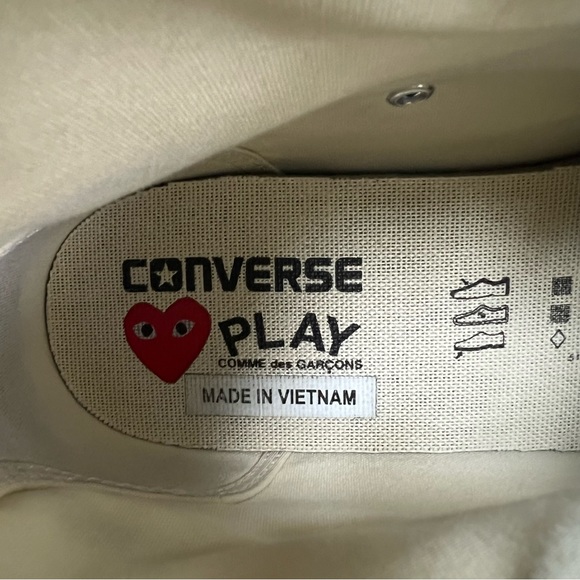 CONVERSE
PLAY
COMME des GARÇONS
MADE IN VIETNAM